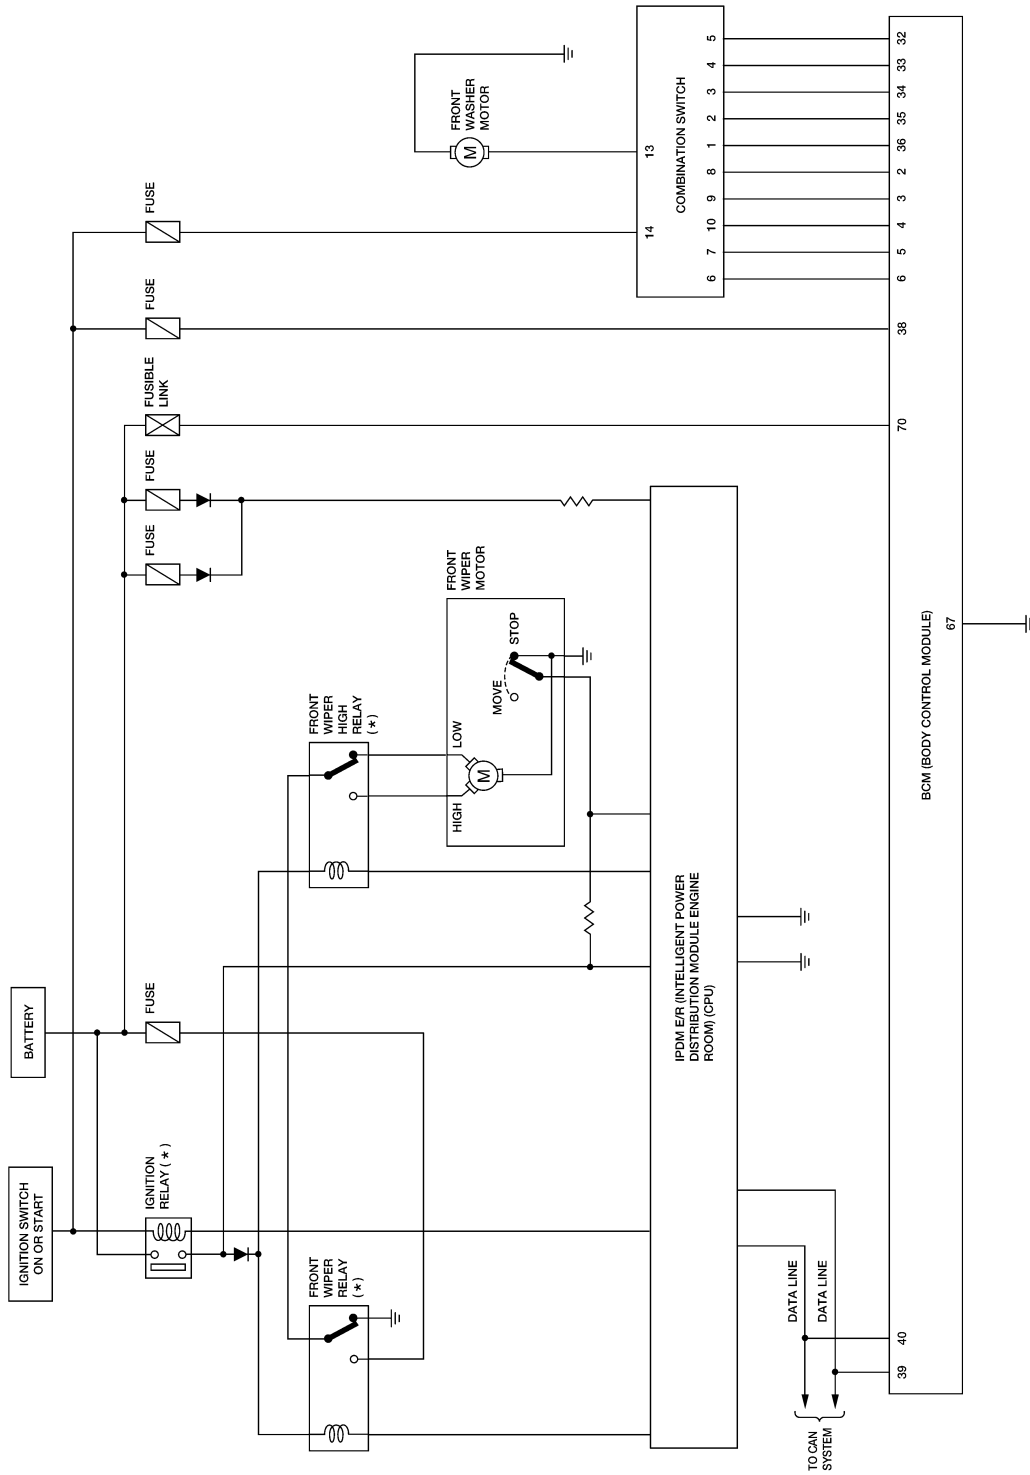 IGNITION SWITCH
ON OR START
BATTERY
IGNITION
RELAY (*)
FUSE
FUSE
FUSE
FUSIBLE
LINK
FUSE
FUSE
FRONT
WIPER
RELAY
(*)
FRONT
WIPER
HIGH
RELAY
(*)
FRONT
WIPER
MOTOR
HIGH
LOW
M
MOVE
STOP
FRONT
WASHER
MOTOR
M
IPDM E/R (INTELLIGENT POWER
DISTRIBUTION MODULE ENGINE
ROOM) (CPU)
14
13
COMBINATION SWITCH
6
7
10
9
8
1
2
3
4
5
TO CAN
SYSTEM
DATA LINE
DATA LINE
39
40
70
38
6
5
4
3
2
36
35
34
33
32
BCM (BODY CONTROL MODULE)
67